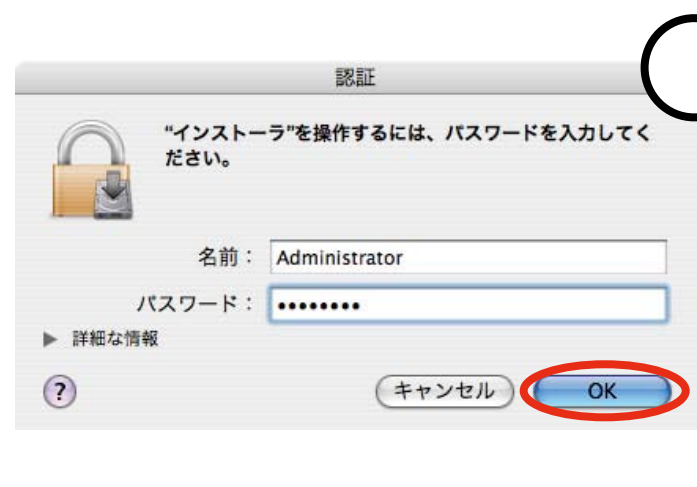 認証
“インストーラ”を操作するには、パスワードを入力してく
ださい。
名前： Administrator
パスワード： ••••••••
▶ 詳細な情報
? キャンセル OK